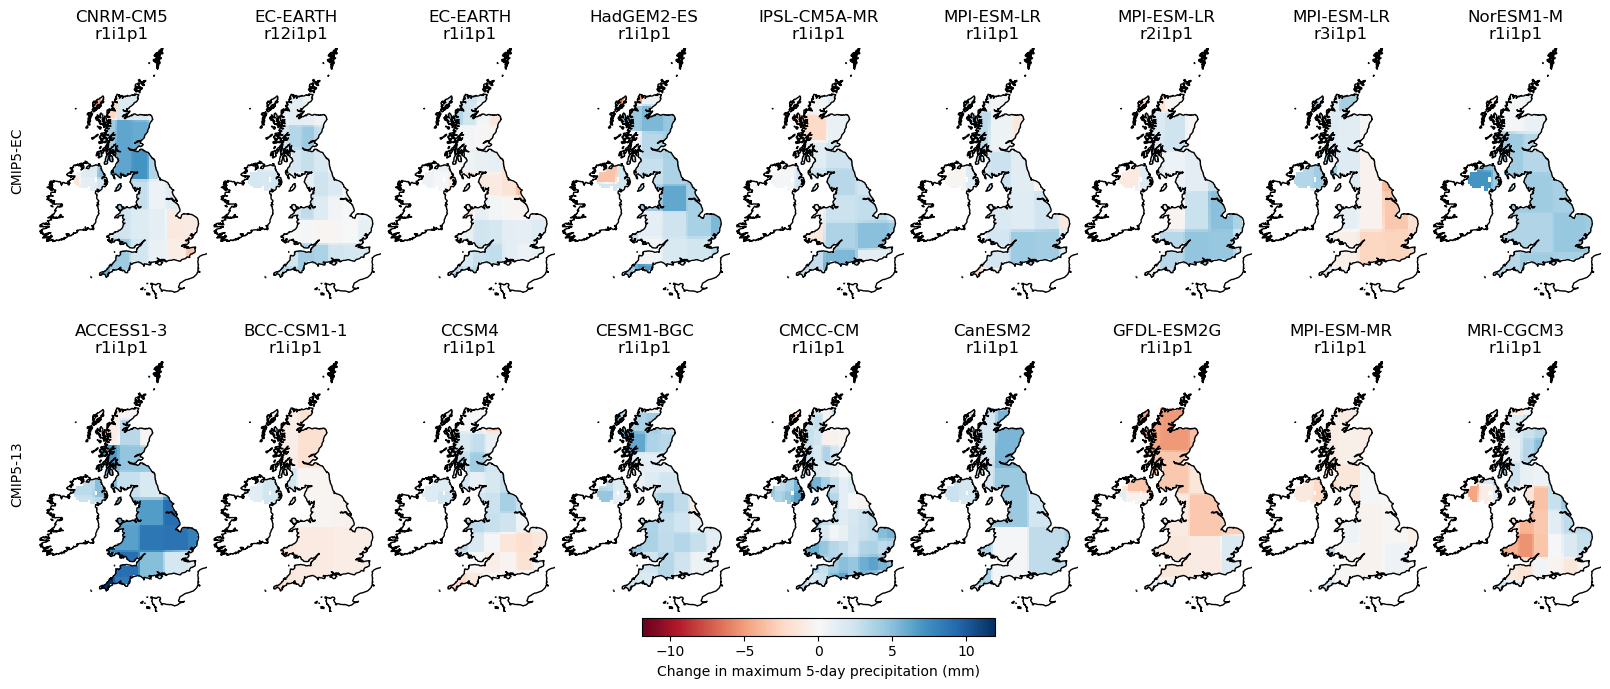 CNRM-CM5
r1i1p1
EC-EARTH
r12i1p1
EC-EARTH
r1i1p1
HadGEM2-ES
r1i1p1
IPSL-CM5A-MR
r1i1p1
MPI-ESM-LR
r1i1p1
MPI-ESM-LR
r2i1p1
MPI-ESM-LR
r3i1p1
NorESM1-M
r1i1p1
CMIP5-EC
ACCESS1-3
r1i1p1
BCC-CSM1-1
r1i1p1
CCSM4
r1i1p1
CESM1-BGC
r1i1p1
CMCC-CM
r1i1p1
CanESM2
r1i1p1
GFDL-ESM2G
r1i1p1
MPI-ESM-MR
r1i1p1
MRI-CGCM3
r1i1p1
CMIP5-13
−10 −5 0 5 10
Change in maximum 5-day precipitation (mm)